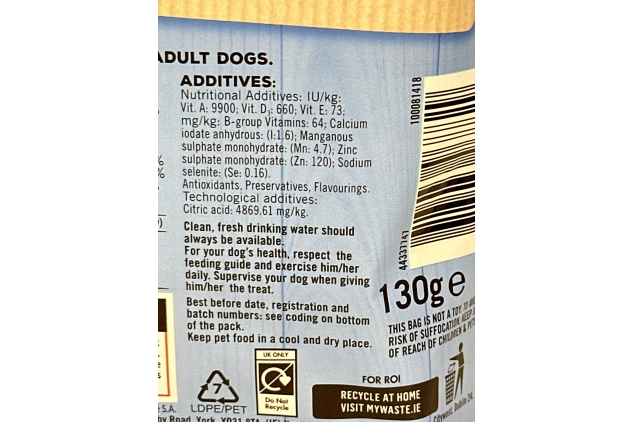 ADULT DOGS.
ADDITIVES:
Nutritional Additives: IU/kg:
Vit. A: 9900; Vit. D₃: 660; Vit. E: 73;
mg/kg: B-group Vitamins: 64; Calcium
iodate anhydrous: (I:1.6); Manganous
sulphate monohydrate: (Mn: 4.7); Zinc
sulphate monohydrate: (Zn: 120); Sodium
selenite: (Se: 0.16).
Antioxidants, Preservatives, Flavourings.
Technological additives:
Citric acid: 4869.61 mg/kg.
Clean, fresh drinking water should
always be available.
For your dog's health, respect the
feeding guide and exercise him/her
daily. Supervise your dog when giving
him/her the treat.
Best before date, registration and
batch numbers: see coding on bottom
of the pack.
Keep pet food in a cool and dry place.
%
%
100081418
130g e
THIS BAG IS NOT A TOY. TO
RISK OF SUFFOCATION KEEP
OF REACH OF CHILDREN &
7
LDPE/PET
UK ONLY
Do Not
Recycle
FOR ROI
RECYCLE AT HOME
VISIT MYWASTE.IE
S.A.
Road, York,
Citywest, Dublin 24,